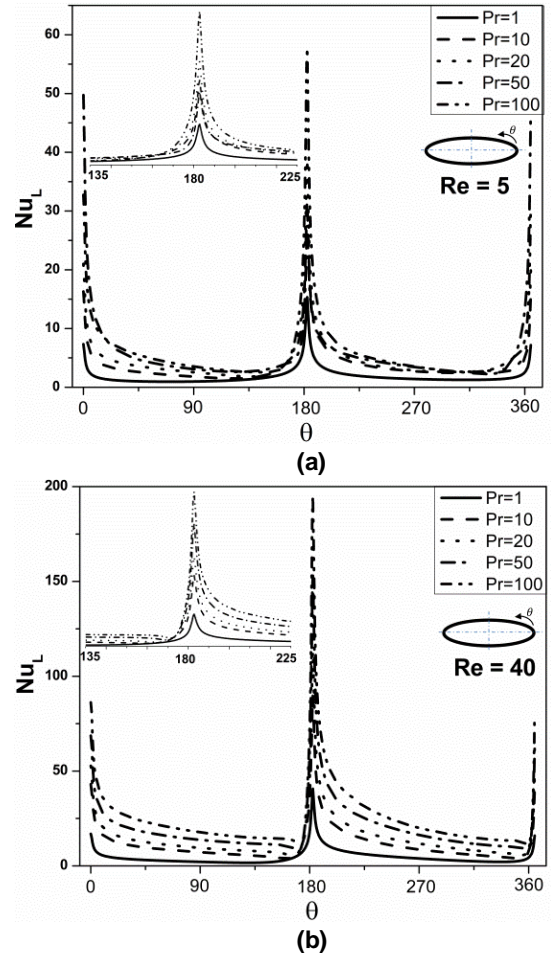 Pr=1
Pr=10
Pr=20
Pr=50
Pr=100
θ
Re = 5
135 180 225
60
50
40
30
20
10
0
Nu_L
0 90 180 270 360
θ
(a)
200
150
100
50
0
Nu_L
Pr=1
Pr=10
Pr=20
Pr=50
Pr=100
θ
Re = 40
135 180 225
0 90 180 270 360
θ
(b)